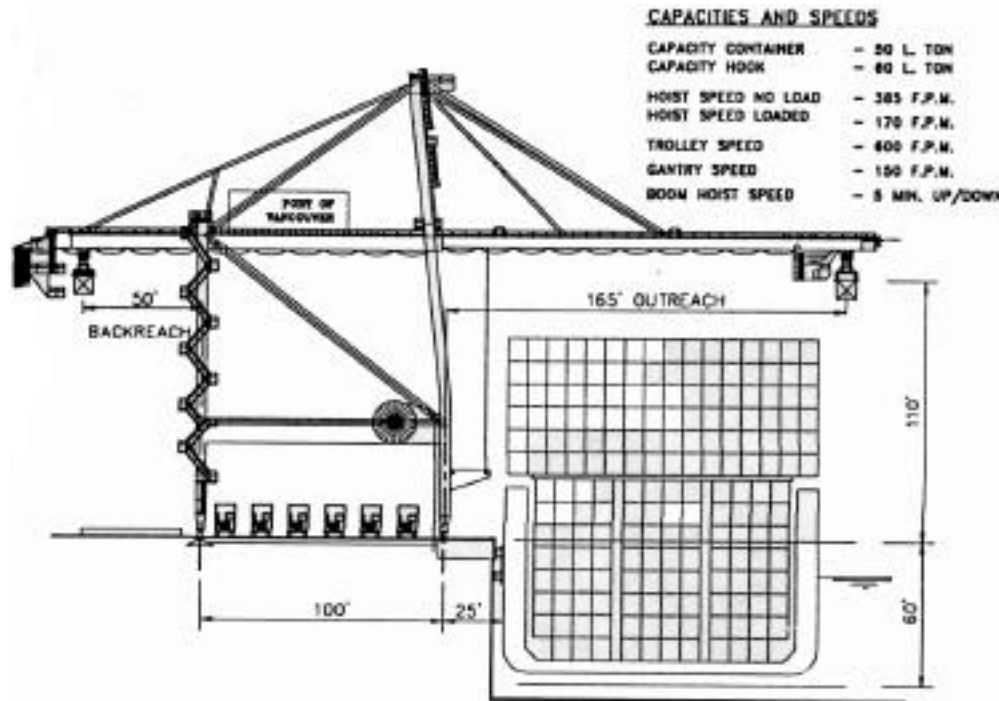 CAPACITIES AND SPEEDS
CAPACITY CONTAINER - 50 L. TON
CAPACITY HOOK - 60 L. TON
HOIST SPEED NO LOAD - 385 F.P.M.
HOIST SPEED LOADED - 170 F.P.M.
TROLLEY SPEED - 600 F.P.M.
GANTRY SPEED - 150 F.P.M.
BOOM HOIST SPEED - 5 MIN. UP/DOWN
PORT OF
VANCOUVER
50'
BACKREACH
165' OUTREACH
110'
100'
25'
60'